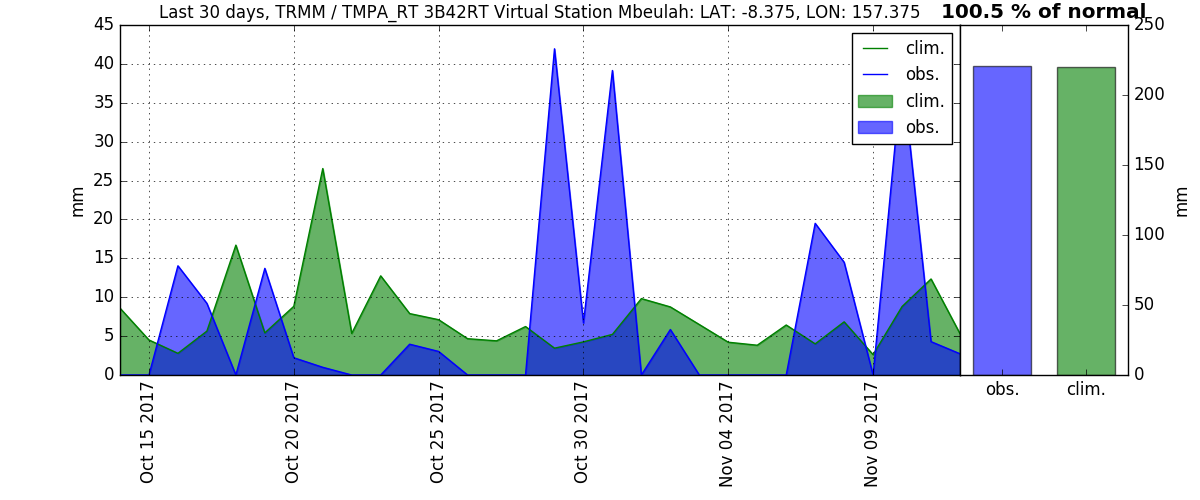 Last 30 days, TRMM / TMPA_RT 3B42RT Virtual Station Mbeulah: LAT: -8.375, LON: 157.375
100.5 % of normal
45
40
35
30
25
20
15
10
5
0
mm
clim.
obs.
clim.
obs.
Oct 15 2017
Oct 20 2017
Oct 25 2017
Oct 30 2017
Nov 04 2017
Nov 09 2017
250
200
150
100
50
0
mm
obs.
clim.